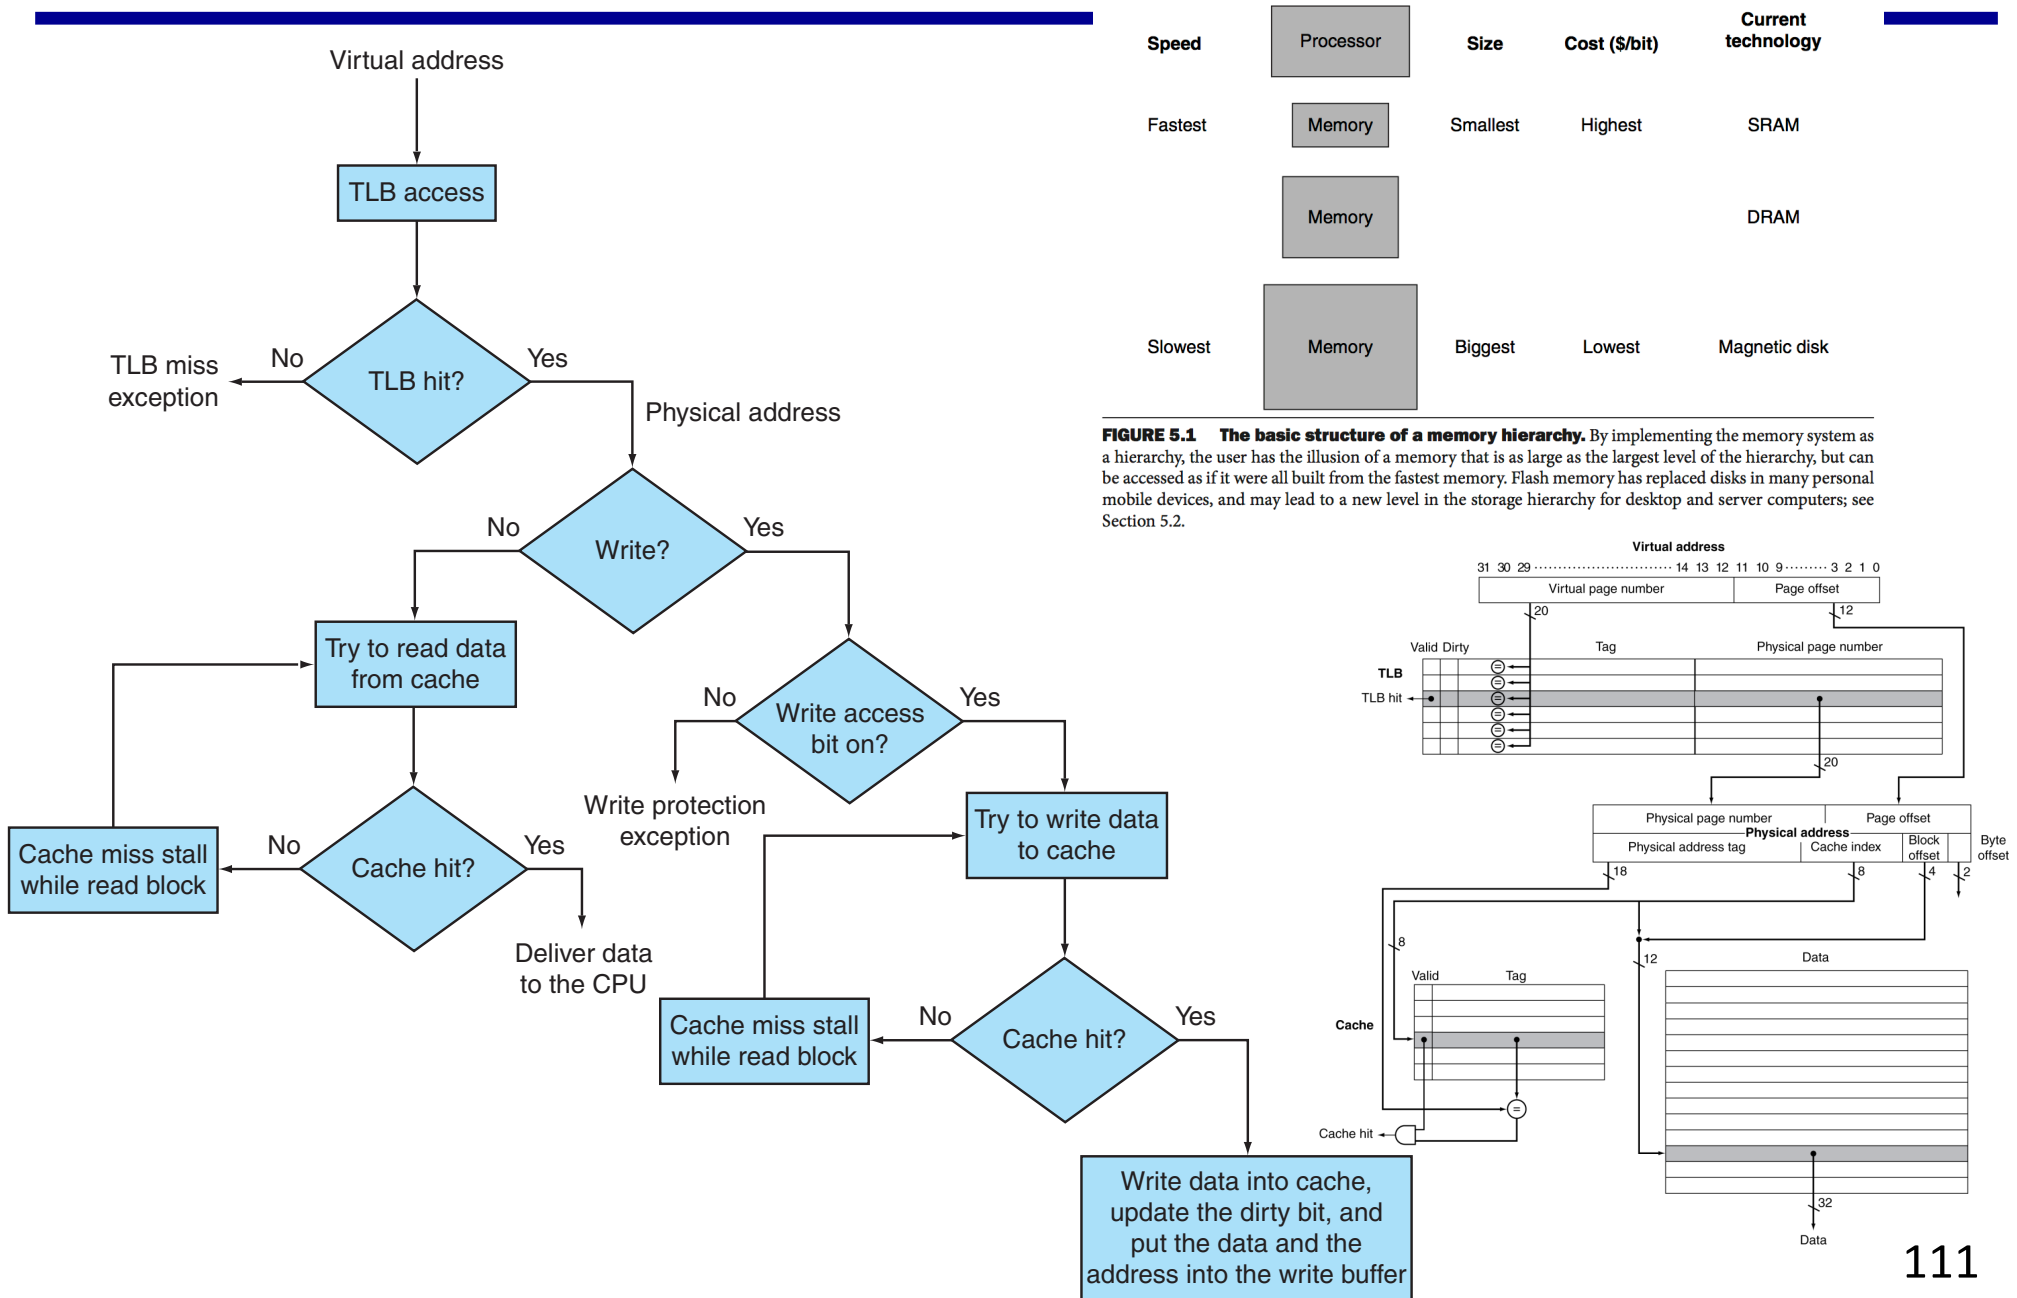 Virtual address
TLB access
TLB hit?
No
Yes
TLB miss
exception
Physical address
Write?
No
Yes
Try to read data
from cache
Write access
bit on?
No
Yes
Write protection
exception
Try to write data
to cache
Cache hit?
No
Yes
Cache miss stall
while read block
Deliver data
to the CPU
Cache hit?
No
Yes
Cache miss stall
while read block
Write data into cache,
update the dirty bit, and
put the data and the
address into the write buffer
Speed Processor Size Cost ($/bit) Current
technology
Fastest Memory Smallest Highest SRAM
Memory DRAM
Slowest Memory Biggest Lowest Magnetic disk
FIGURE 5.1 The basic structure of a memory hierarchy. By implementing the memory system as
a hierarchy, the user has the illusion of a memory that is as large as the largest level of the hierarchy, but can
be accessed as if it were all built from the fastest memory. Flash memory has replaced disks in many personal
mobile devices, and may lead to a new level in the storage hierarchy for desktop and server computers; see
Section 5.2.
Virtual address
31 30 29 ··························· 14 13 12 11 10 9 ········· 3 2 1 0
Virtual page number Page offset
20 12
Valid Dirty Tag Physical page number
TLB
= 
=
TLB hit =
=
=
=
20
Physical page number Page offset
Physical address
Physical address tag Cache index Block
offset
Byte
offset
18 8 4 2
8
12
Data
Valid Tag
Cache
=
Cache hit
32
Data
111